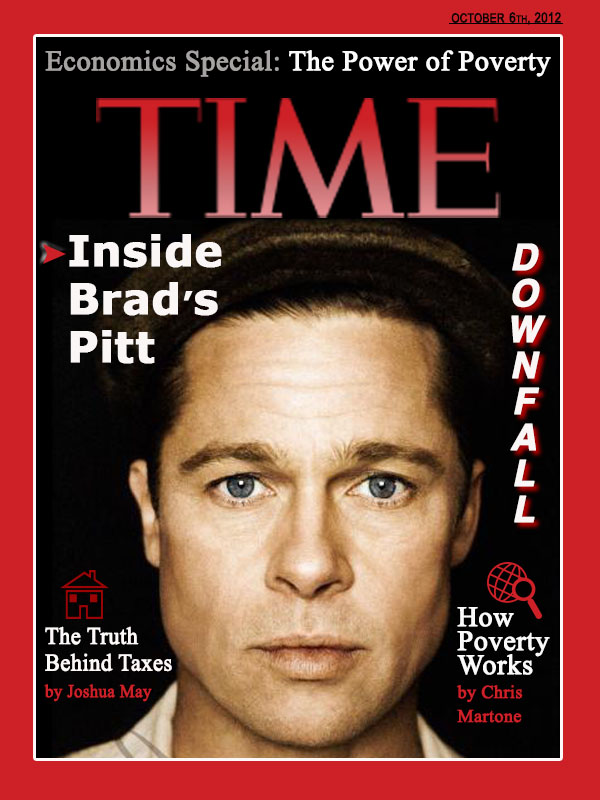 OCTOBER 6TH, 2012
Economics Special: The Power of Poverty
TIME
Inside
Brad's
Pitt
DOWNFALL
The Truth
Behind Taxes
by Joshua May
How
Poverty
Works
by Chris
Martone